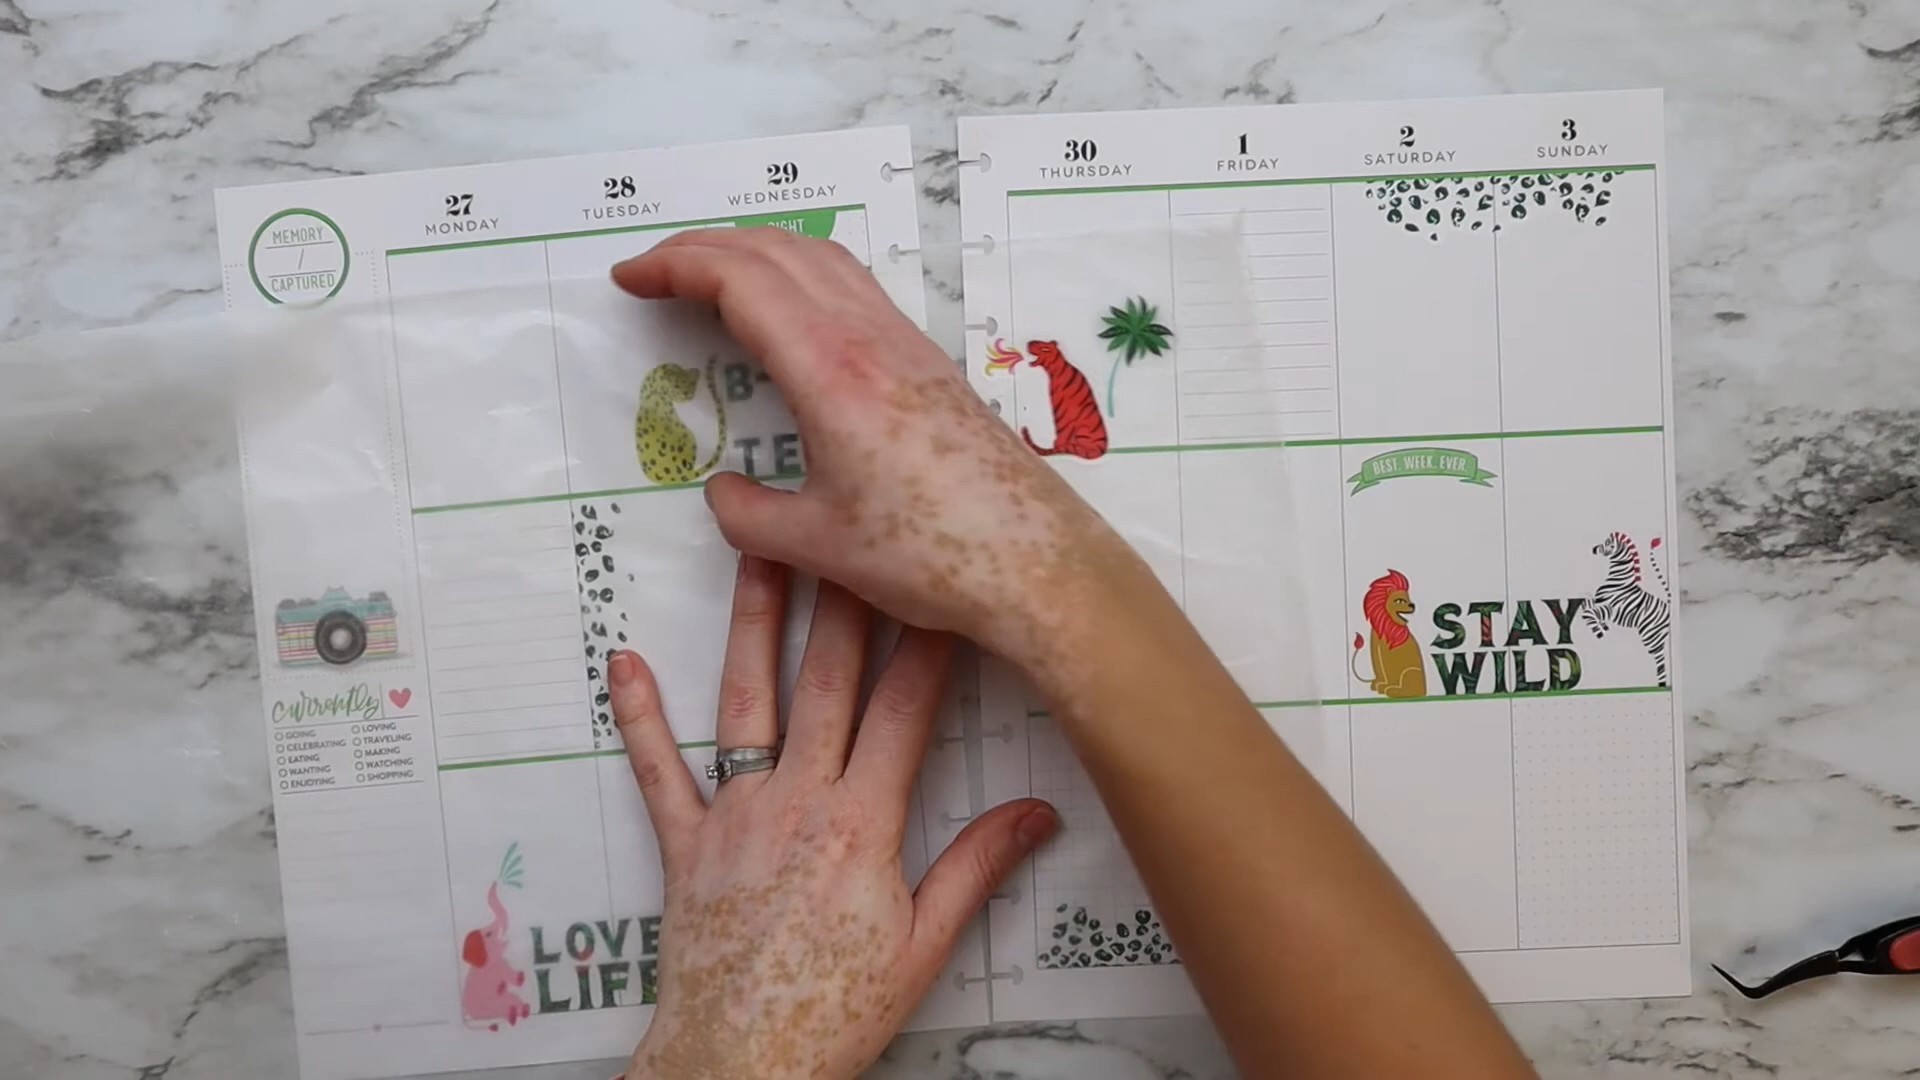 27
MONDAY
28
TUESDAY
29
WEDNESDAY
30
THURSDAY
1
FRIDAY
2
SATURDAY
3
SUNDAY
MEMORY
/
CAPTURED
B-
TE
BEST. WEEK. EVER.
STAY
WILD
currently
GOING
CELEBRATING
EATING
WANTING
ENJOYING
LOVING
TRAVELING
MAKING
WATCHING
SHOPPING
LOVE
LIFE